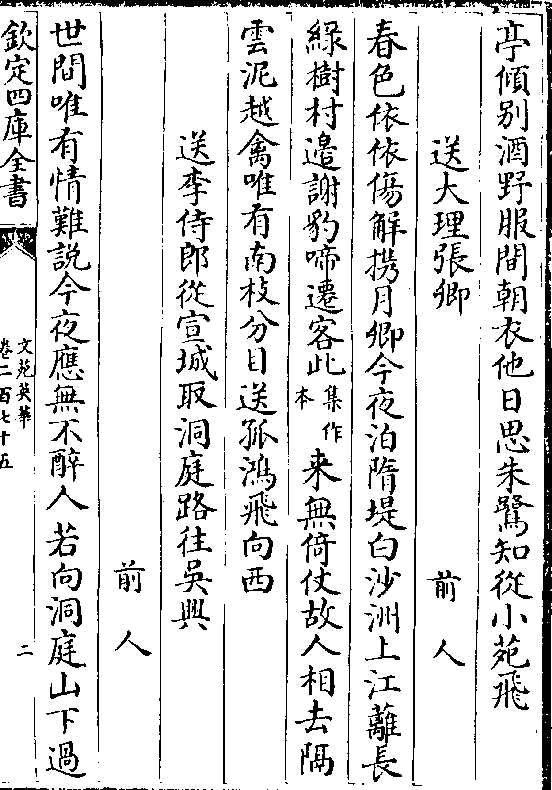 亭傾别酒野服間朝衣他日思朱鷺知從小苑飛
送大理張卿
前人
春色依依傷解攜月卿今夜泊隋堤白沙洲上江蘺長
綠樹村邉謝豹啼遷客此集作本来無倚仗故人相去隔
雲泥越禽唯有南枝分目送孤鴻飛向西
送李侍郎從宣城取洞庭路往吳興
前人
世間唯有情難説今夜應無不醉人若向洞庭山下過
欽定四庫全書
文苑英華
卷二百七十五
二